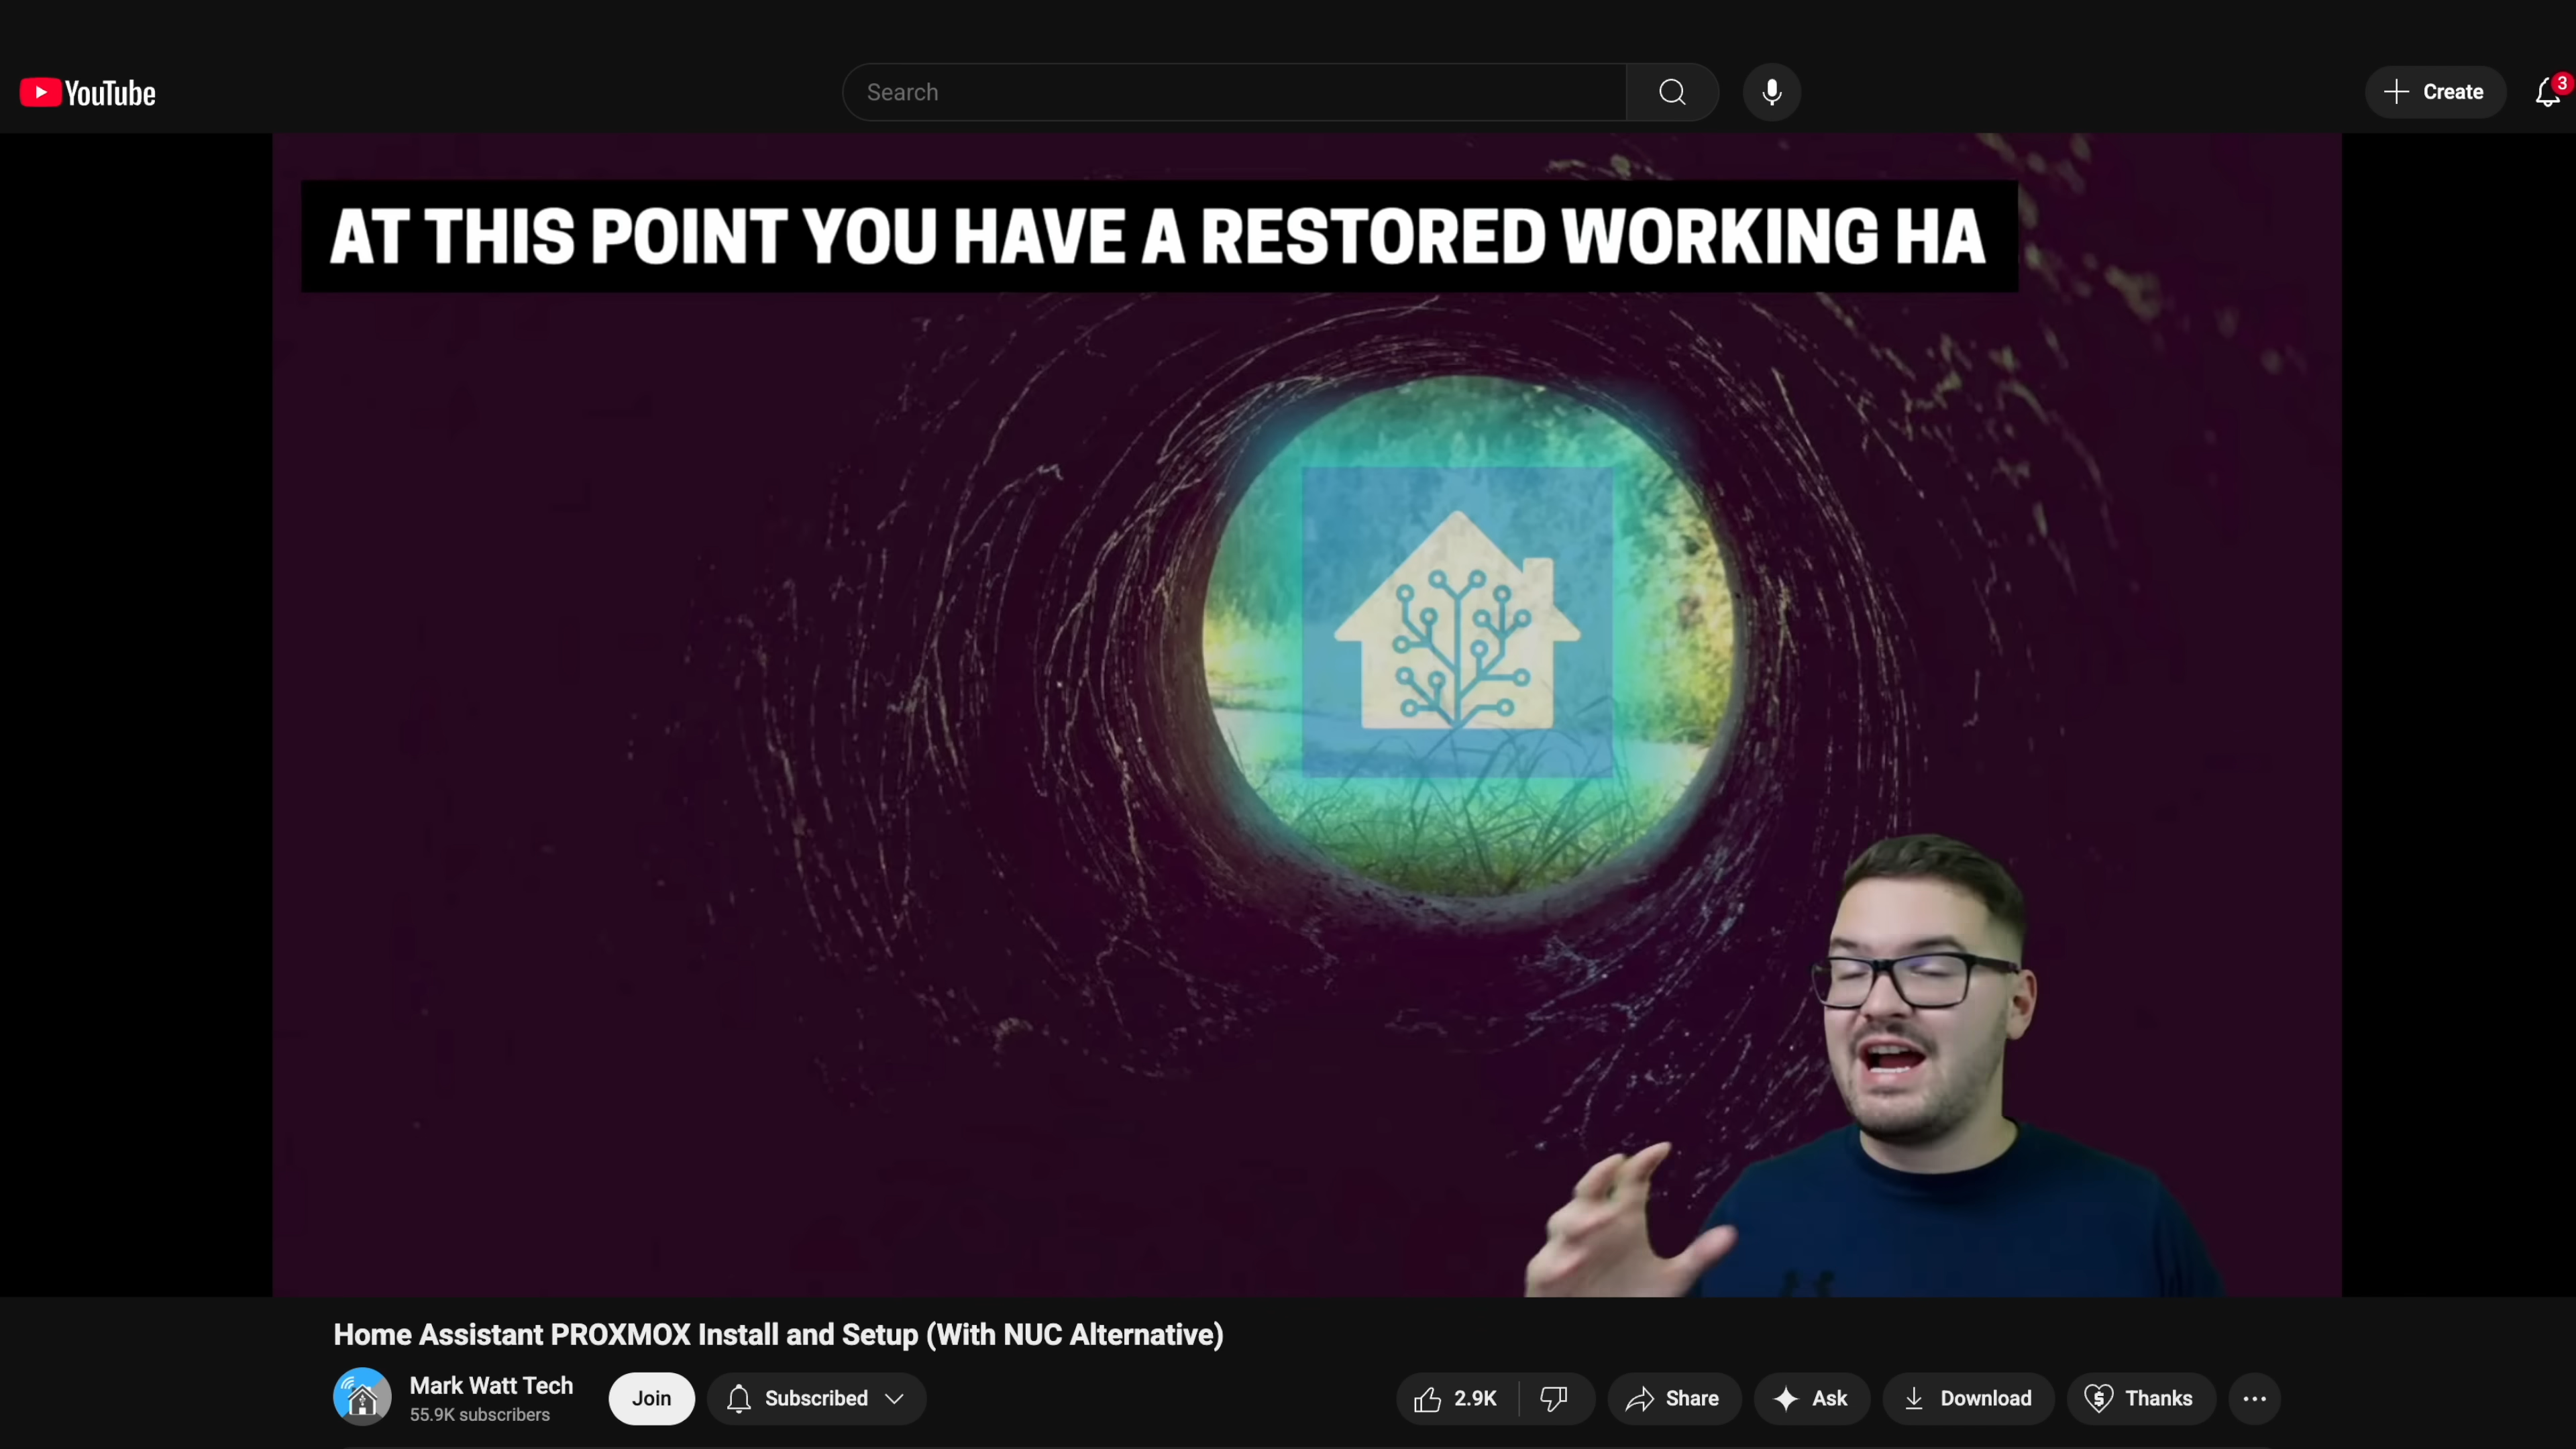 YouTube
Search
Create
3
AT THIS POINT YOU HAVE A RESTORED WORKING HA
Home Assistant PROXMOX Install and Setup (With NUC Alternative)
Mark Watt Tech
55.9K subscribers
Join
Subscribed
2.9K
Share
Ask
Download
Thanks